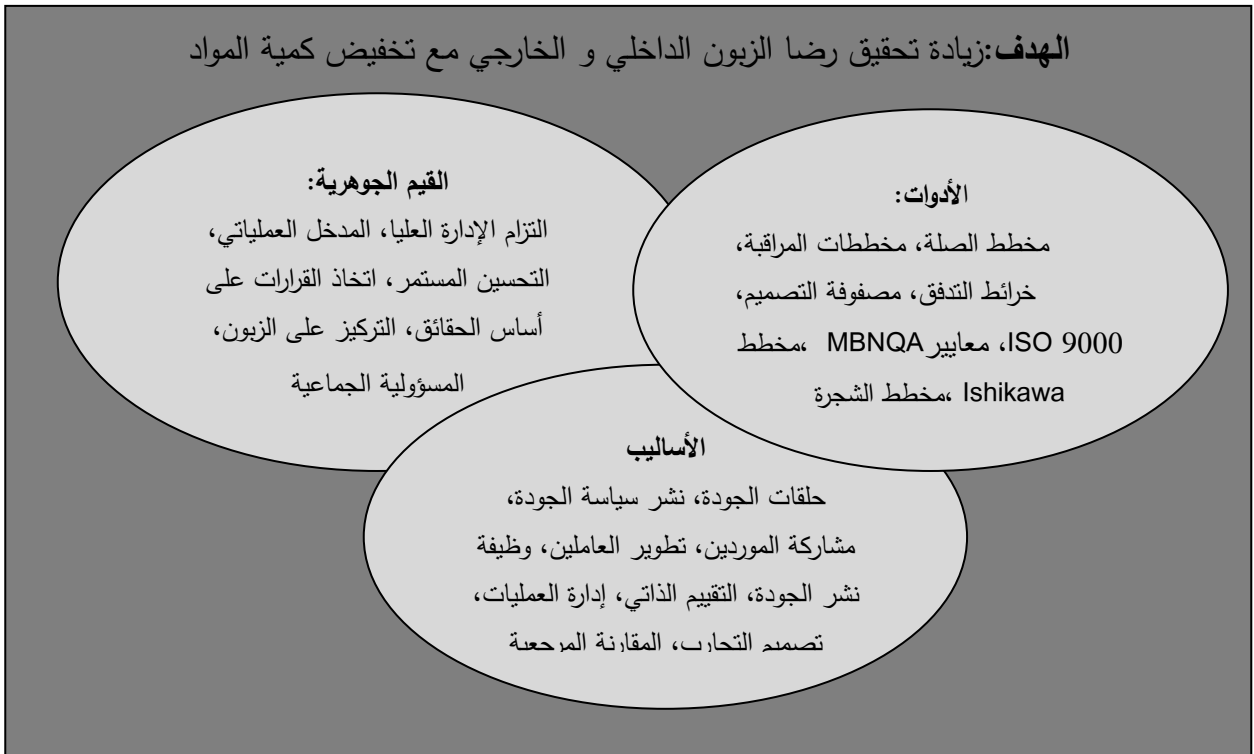 الهدف:زيادة تحقيق رضا الزبون الداخلي و الخارجي مع تخفيض كمية المواد
القيم الجوهرية:
التزام الإدارة العليا، المدخل العملياتي،
التحسين المستمر، اتخاذ القرارات على
أساس الحقائق، التركيز على الزبون،
المسؤولية الجماعية
الأدوات:
مخطط الصلة، مخططات المراقبة،
خرائط التدفق، مصفوفة التصميم،
ISO 9000، معايير MBNQA ،مخطط
Ishikawa ،مخطط الشجرة
الأساليب
حلقات الجودة، نشر سياسة الجودة،
مشاركة الموردين، تطوير العاملين، وظيفة
نشر الجودة، التقييم الذاتي، إدارة العمليات،
تصميم التجارب، المقارنة المرجعية